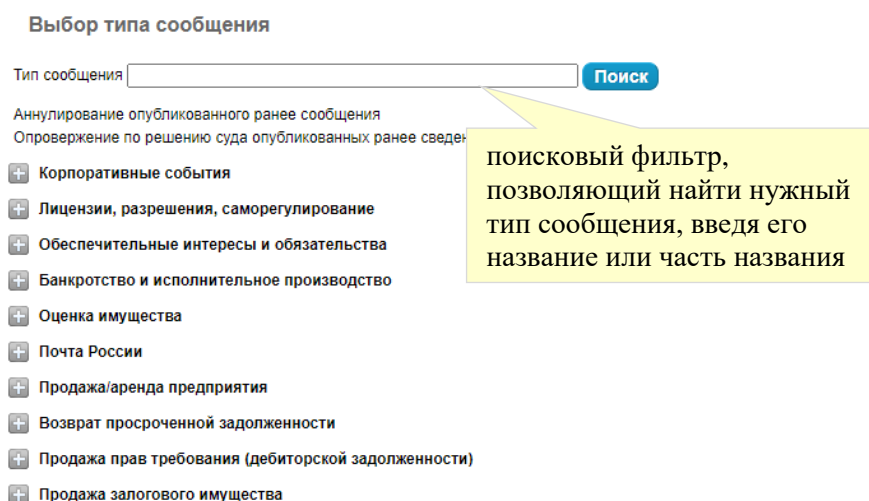 Выбор типа сообщения
Тип сообщения
Поиск
Аннулирование опубликованного ранее сообщения
Опровержение по решению суда опубликованных ранее
поисковый фильтр,
позволяющий найти нужный
тип сообщения, введя его
название или часть названия
Корпоративные события
Лицензии, разрешения, саморегулирование
Обеспечительные интересы и обязательства
Банкротство и исполнительное производство
Оценка имущества
Почта России
Продажа/аренда предприятия
Возврат просроченной задолженности
Продажа прав требования (дебиторской задолженности)
Продажа залогового имущества